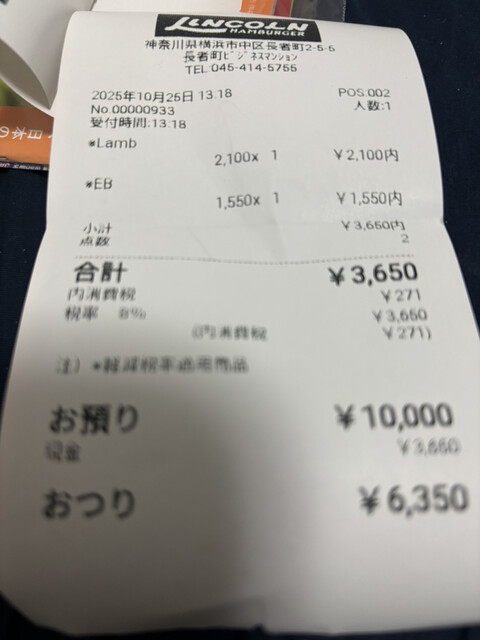 LINCOLN
HAMBURGER
神奈川県横浜市中区長者町2-5-5
長者町ビジネスマンション
TEL:045-414-5755
2025年10月25日 13:18 POS:002
No.00000933 人数:1
受付時間:13:18
*Lamb
2,100x 1 ¥2,100内
*EB
1,550x 1 ¥1,550内
小計 ¥3,650内
点数 2
合計 ¥3,650
内消費税 ¥271
税率 8% ¥3,650
(内消費税 ¥271)
注) *軽減税率適用商品
お預り ¥10,000
現金 ¥3,650
おつり ¥6,350